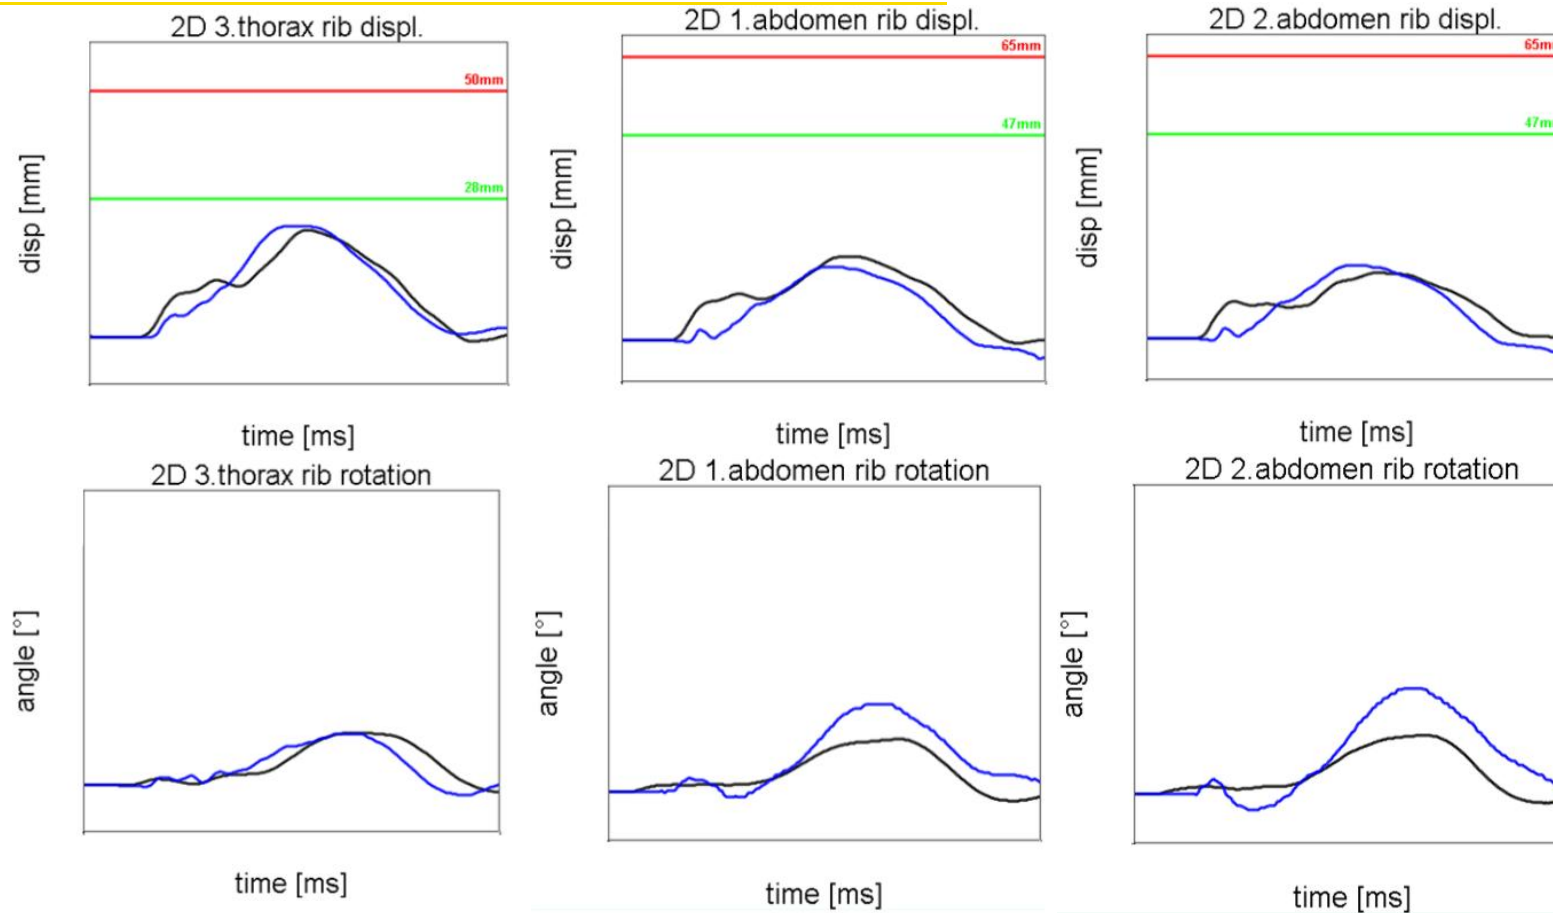 2D 3.thorax rib displ.
50mm
28mm
disp [mm]
time [ms]
2D 1.abdomen rib displ.
65mm
47mm
disp [mm]
time [ms]
2D 2.abdomen rib displ.
65m
47m
disp [mm]
time [ms]
2D 3.thorax rib rotation
angle [°]
time [ms]
2D 1.abdomen rib rotation
angle [°]
time [ms]
2D 2.abdomen rib rotation
angle [°]
time [ms]